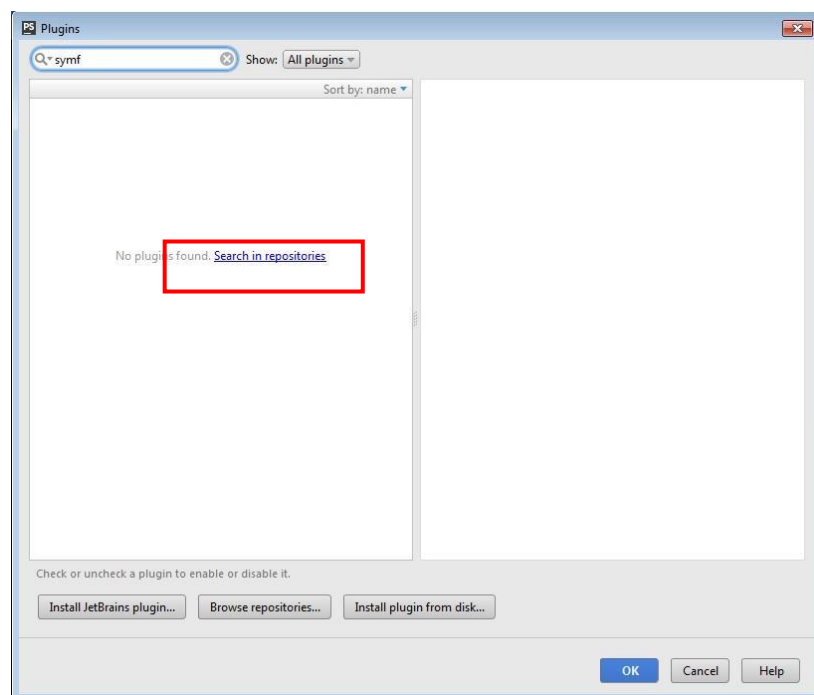 PS Plugins
symf Show: All plugins
Sort by: name
No plugins found. Search in repositories
Check or uncheck a plugin to enable or disable it.
Install JetBrains plugin... Browse repositories... Install plugin from disk...
OK Cancel Help